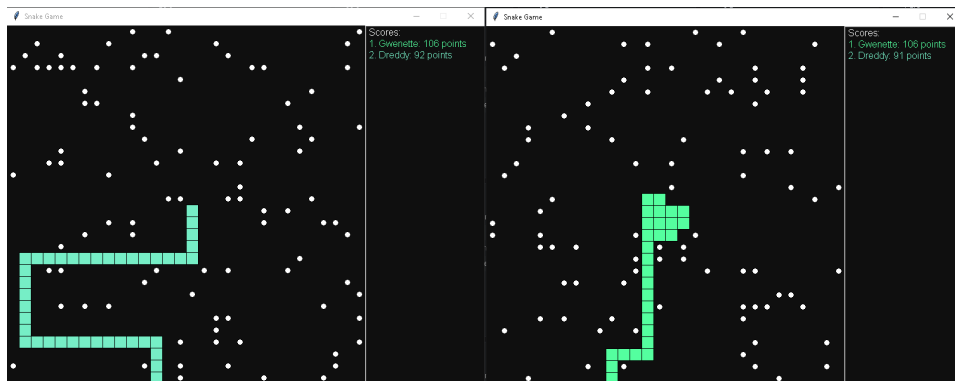 Snake Game
Scores:
1. Gwenette: 106 points
2. Dreddy: 92 points
Snake Game
Scores:
1. Gwenette: 106 points
2. Dreddy: 91 points